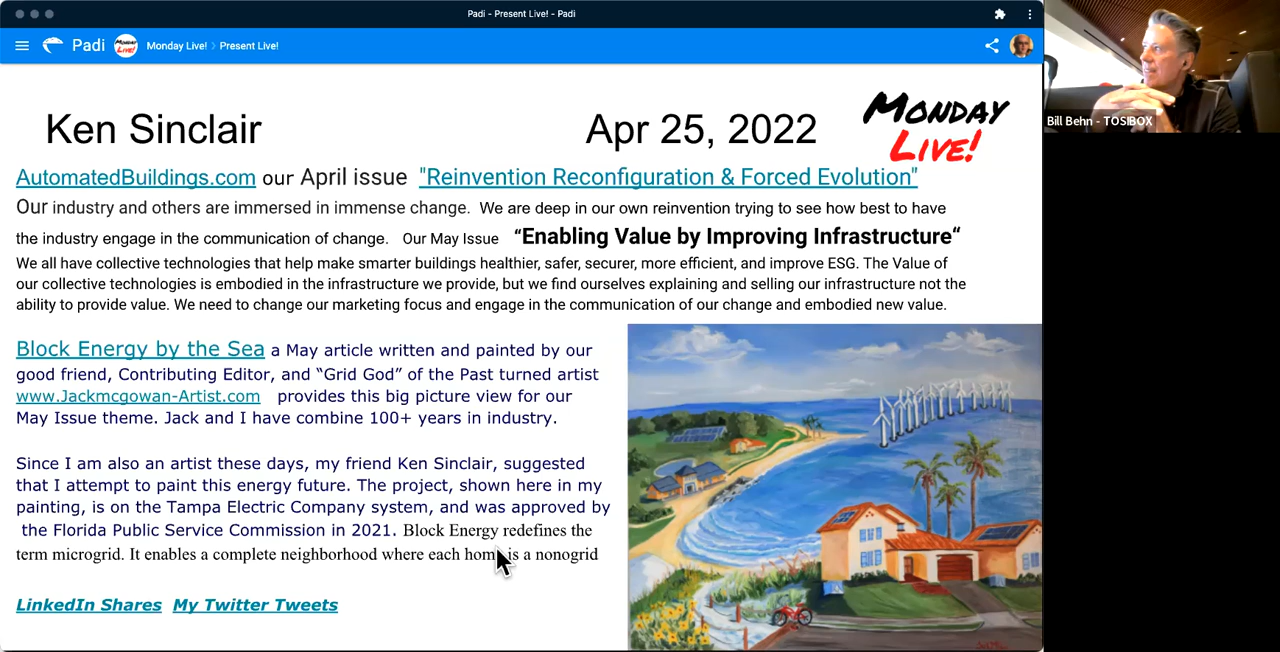 Padi - Present Live! - Padi
Padi
MONDAY LIVE!
Monday Live! > Present Live!
Bill Behn - TOSIBOX
Ken Sinclair
Apr 25, 2022
MONDAY
LIVE!
AutomatedBuildings.com our April issue "Reinvention Reconfiguration & Forced Evolution"
Our industry and others are immersed in immense change. We are deep in our own reinvention trying to see how best to have
the industry engage in the communication of change. Our May Issue “Enabling Value by Improving Infrastructure“
We all have collective technologies that help make smarter buildings healthier, safer, securer, more efficient, and improve ESG. The Value of
our collective technologies is embodied in the infrastructure we provide, but we find ourselves explaining and selling our infrastructure not the
ability to provide value. We need to change our marketing focus and engage in the communication of our change and embodied new value.
Block Energy by the Sea a May article written and painted by our
good friend, Contributing Editor, and “Grid God” of the Past turned artist
www.Jackmcgowan-Artist.com provides this big picture view for our
May Issue theme. Jack and I have combine 100+ years in industry.
Since I am also an artist these days, my friend Ken Sinclair, suggested
that I attempt to paint this energy future. The project, shown here in my
painting, is on the Tampa Electric Company system, and was approved by
the Florida Public Service Commission in 2021. Block Energy redefines the
term microgrid. It enables a complete neighborhood where each home is a nonogrid
LinkedIn Shares My Twitter Tweets